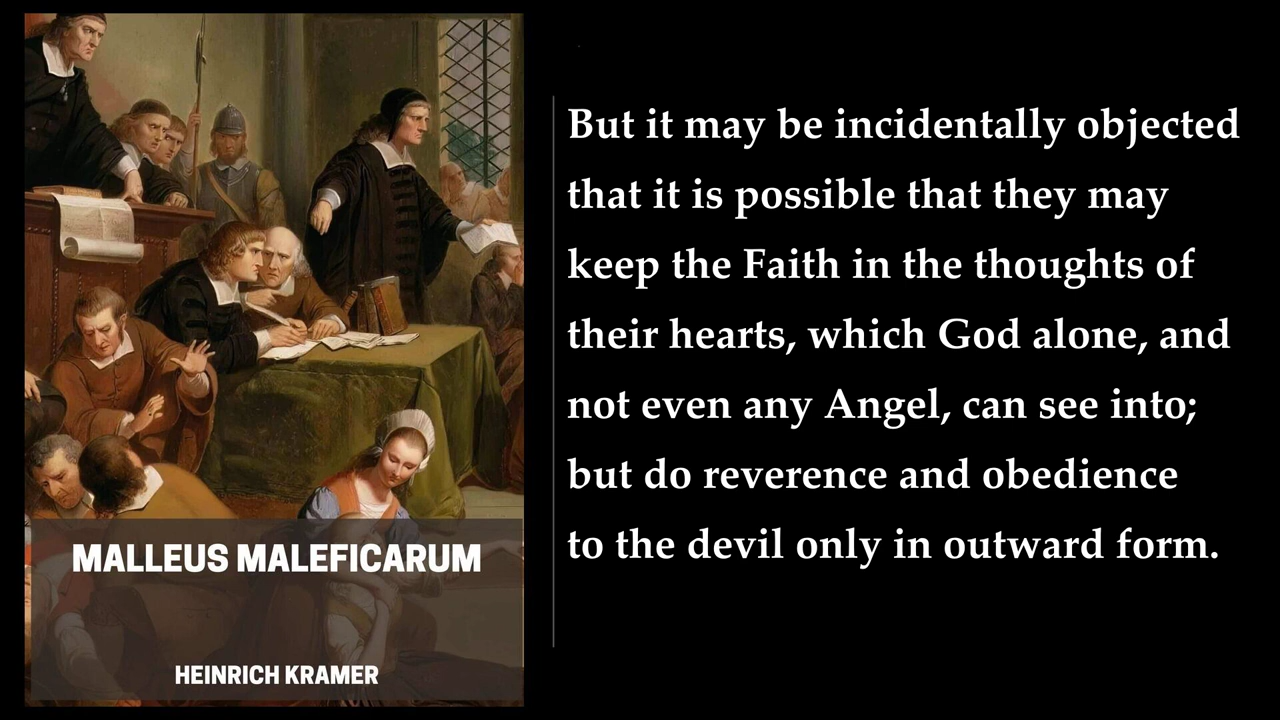 MALLEUS MALEFICARUM
HEINRICH KRAMER
But it may be incidentally objected
that it is possible that they may
keep the Faith in the thoughts of
their hearts, which God alone, and
not even any Angel, can see into;
but do reverence and obedience
to the devil only in outward form.